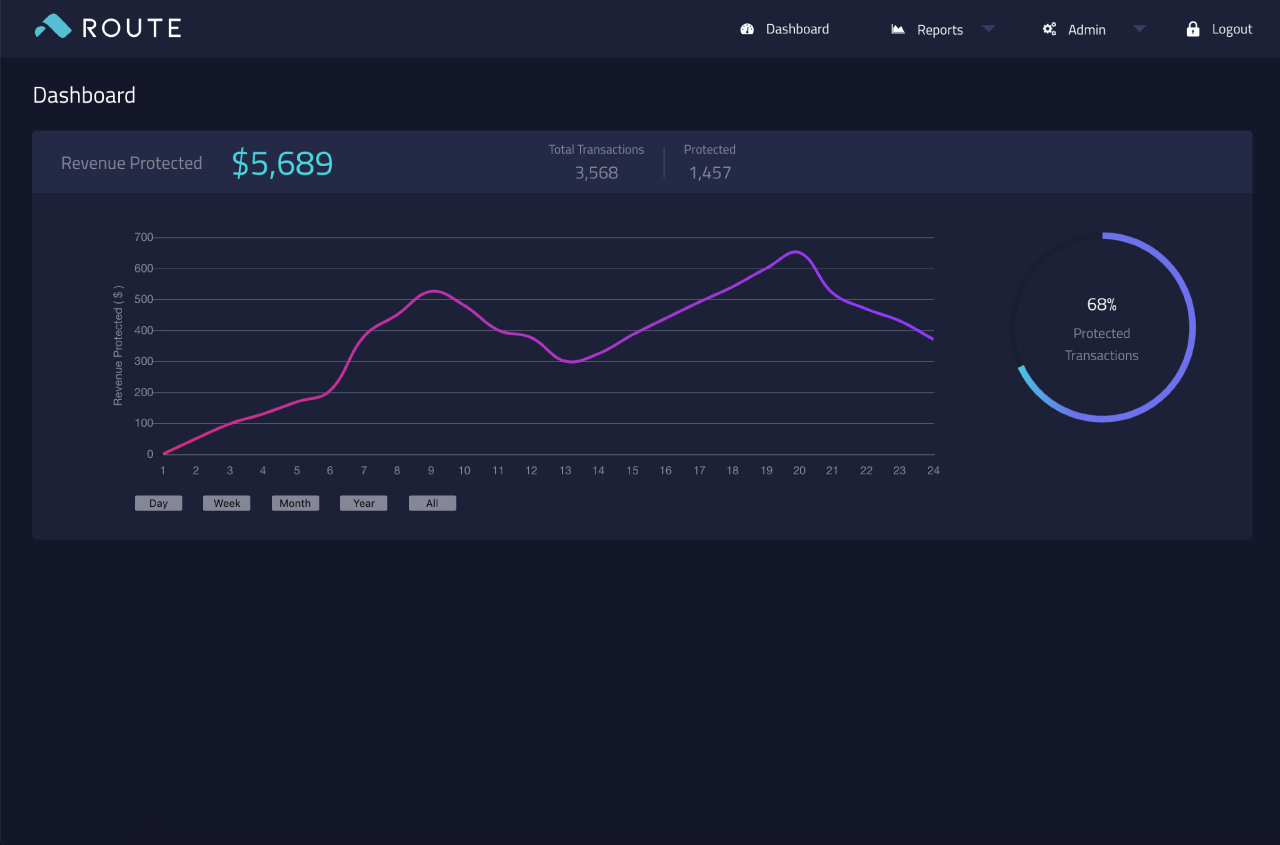 ROUTE
Dashboard
Reports
Admin
Logout
Dashboard
Revenue Protected
$5,689
Total Transactions
3,568
Protected
1,457
Revenue Protected ( $ )
700
600
500
400
300
200
100
0
1 2 3 4 5 6 7 8 9 10 11 12 13 14 15 16 17 18 19 20 21 22 23 24
Day Week Month Year All
68%
Protected
Transactions